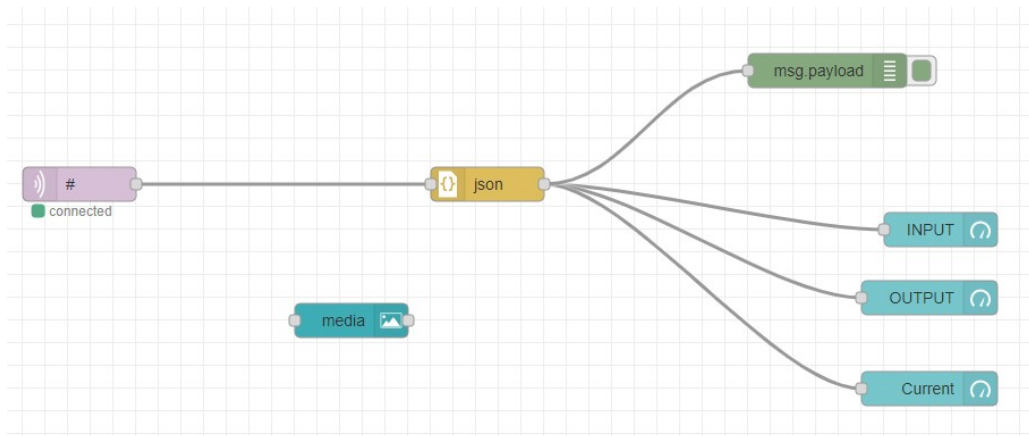 msg.payload
#
{} json
connected
INPUT
OUTPUT
media
Current